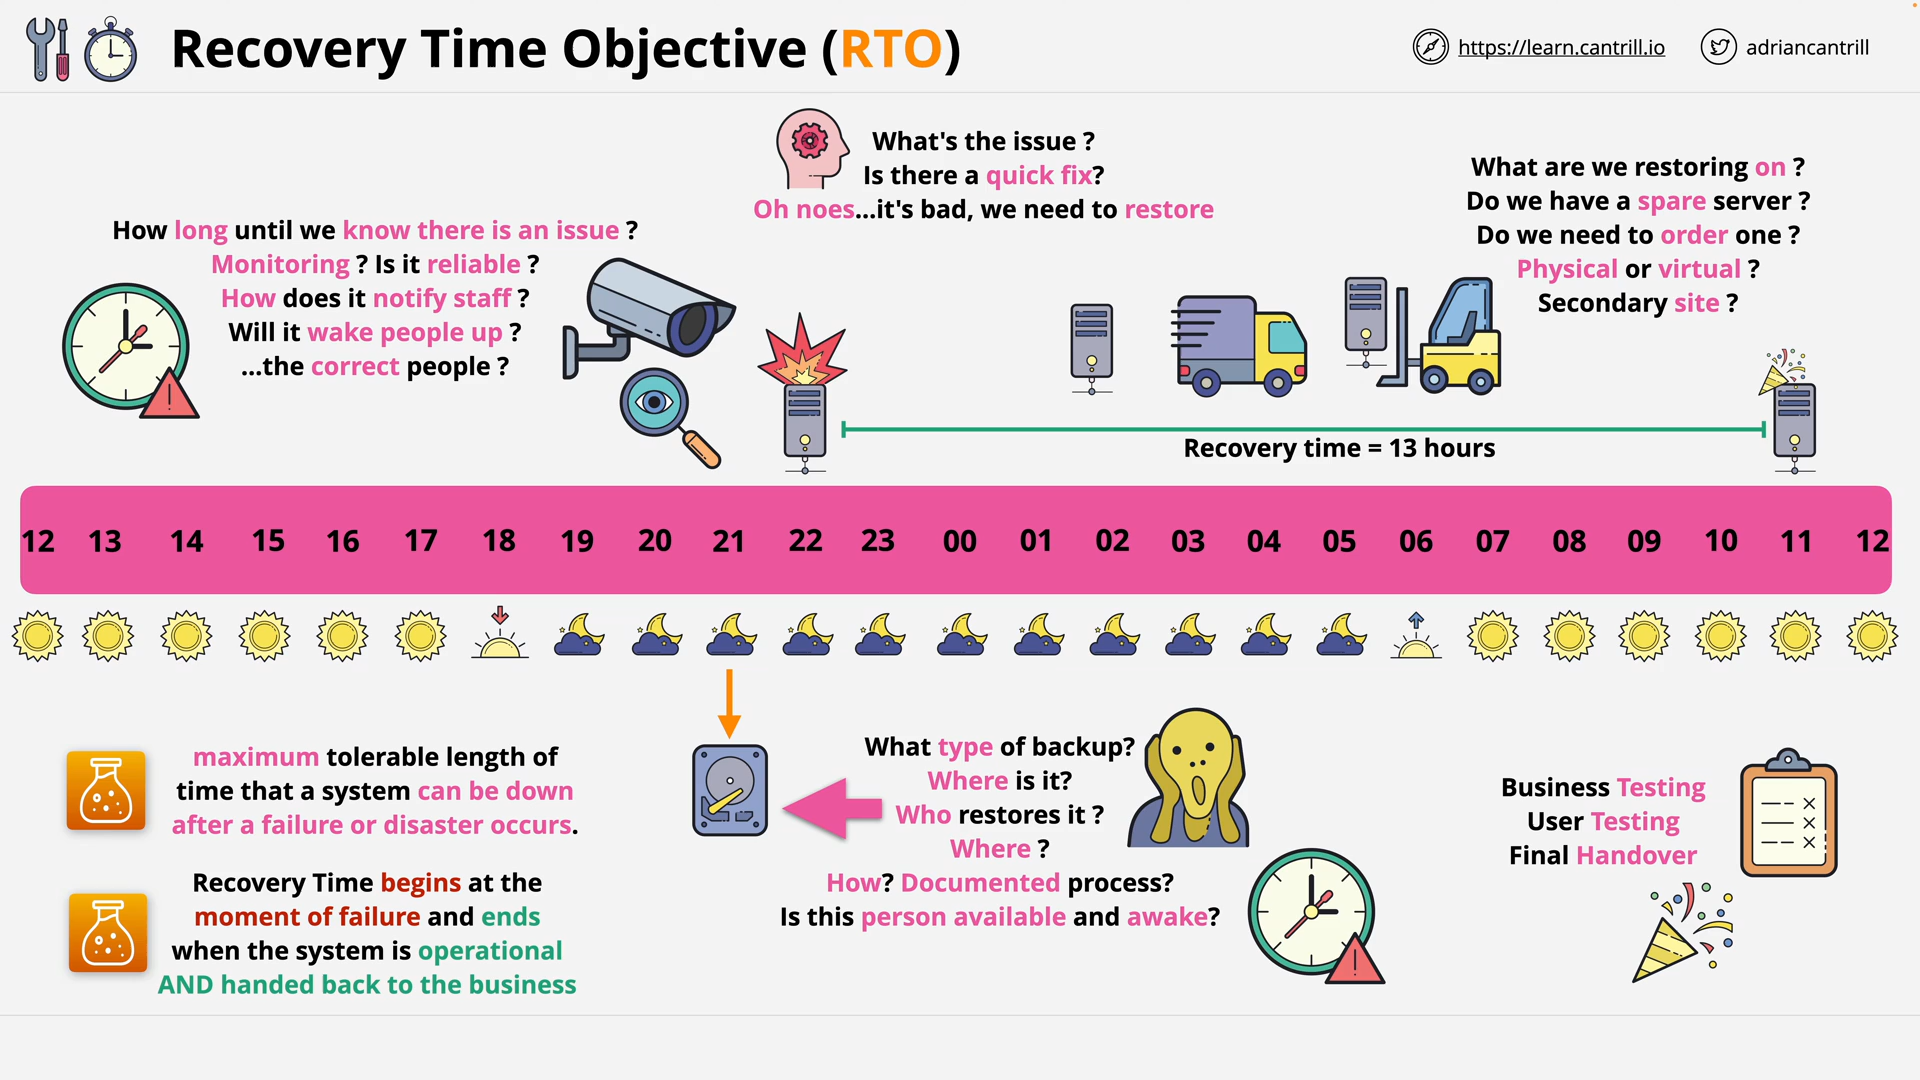 Recovery Time Objective (RTO)
https://learn.cantrill.io
adriancantrill
How long until we know there is an issue ?
Monitoring ? Is it reliable ?
How does it notify staff ?
Will it wake people up ?
...the correct people ?
What's the issue ?
Is there a quick fix?
Oh noes...it's bad, we need to restore
What are we restoring on ?
Do we have a spare server ?
Do we need to order one ?
Physical or virtual ?
Secondary site ?
Recovery time = 13 hours
12 13 14 15 16 17 18 19 20 21 22 23 00 01 02 03 04 05 06 07 08 09 10 11 12
maximum tolerable length of
time that a system can be down
after a failure or disaster occurs.
Recovery Time begins at the
moment of failure and ends
when the system is operational
AND handed back to the business
What type of backup?
Where is it?
Who restores it ?
Where ?
How? Documented process?
Is this person available and awake?
Business Testing
User Testing
Final Handover